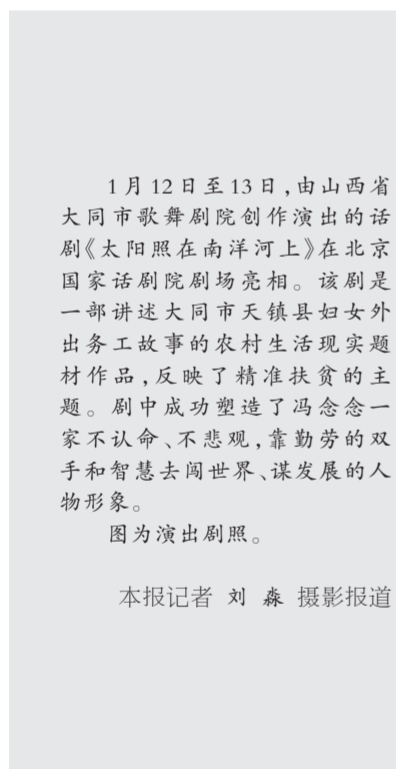 1月12日至13日,由山西省
大同市歌舞剧院创作演出的话
剧《太阳照在南洋河上》在北京
国家话剧院剧场亮相。该剧是
一部讲述大同市天镇县妇女外
出务工故事的农村生活现实题
材作品,反映了精准扶贫的主
题。剧中成功塑造了冯念念一
家不认命、不悲观,靠勤劳的双
手和智慧去闯世界、谋发展的人
物形象。
图为演出剧照。
本报记者 刘 淼 摄影报道